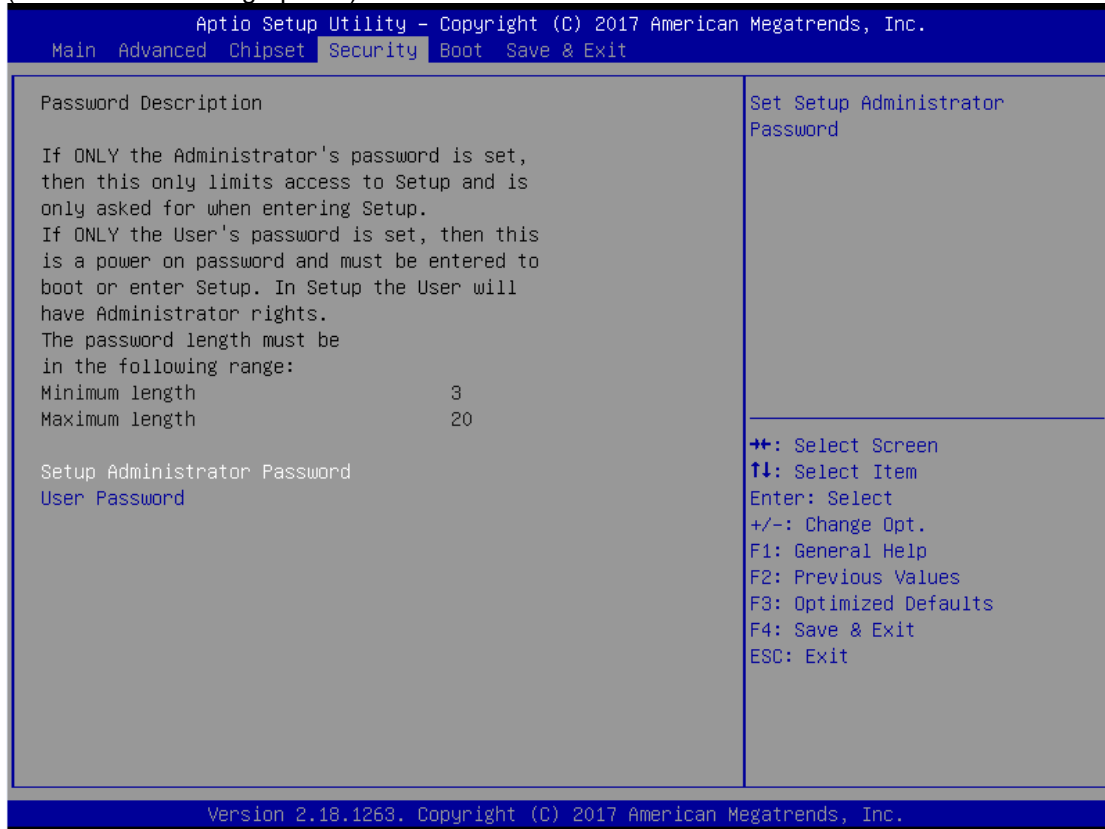 Aptio Setup Utility – Copyright (C) 2017 American Megatrends, Inc.
Main Advanced Chipset Security Boot Save & Exit
Password Description
If ONLY the Administrator's password is set,
then this only limits access to Setup and is
only asked for when entering Setup.
If ONLY the User's password is set, then this
is a power on password and must be entered to
boot or enter Setup. In Setup the User will
have Administrator rights.
The password length must be
in the following range:
Minimum length 3
Maximum length 20
Setup Administrator Password
User Password
Set Setup Administrator
Password
→←: Select Screen
↑↓: Select Item
Enter: Select
+/-: Change Opt.
F1: General Help
F2: Previous Values
F3: Optimized Defaults
F4: Save & Exit
ESC: Exit
Version 2.18.1263. Copyright (C) 2017 American Megatrends, Inc.